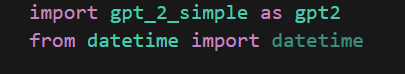 import gpt_2_simple as gpt2
from datetime import datetime